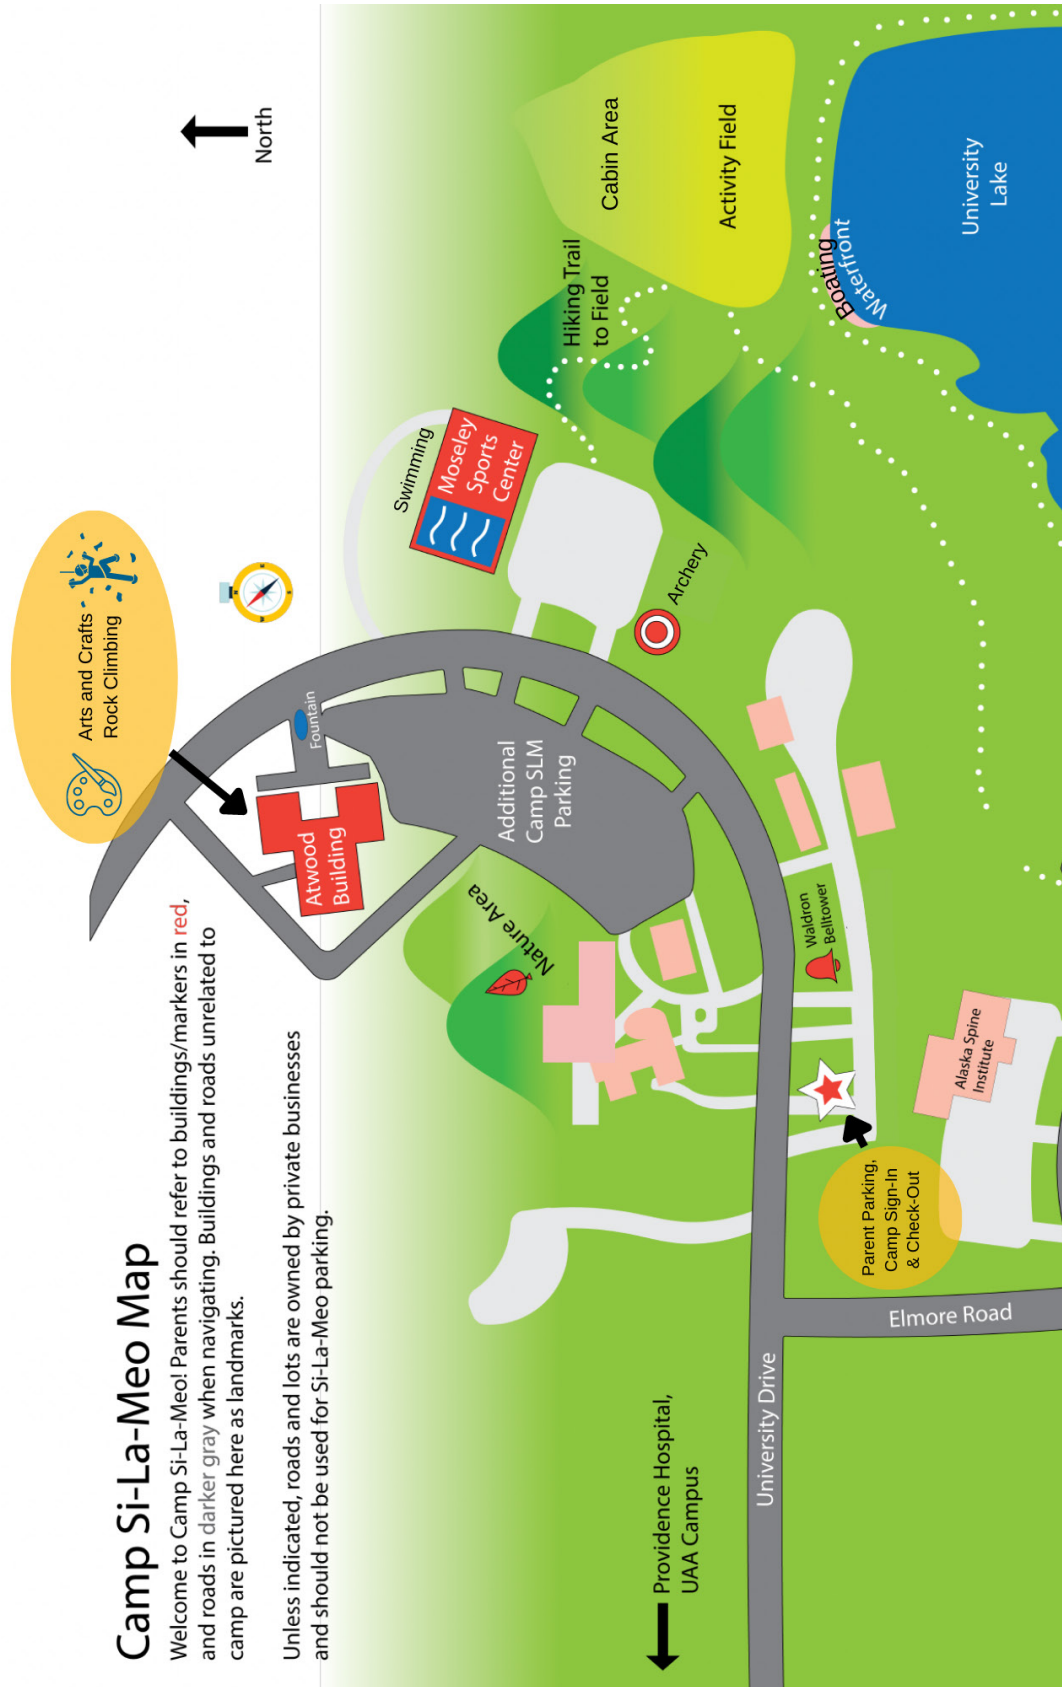 Camp Si-La-Meo Map
Welcome to Camp Si-La-Meo! Parents should refer to buildings/markers in red,
and roads in darker gray when navigating. Buildings and roads unrelated to
camp are pictured here as landmarks.
Unless indicated, roads and lots are owned by private businesses
and should not be used for Si-La-Meo parking.
Arts and Crafts
Rock Climbing
North
Atwood
Building
Fountain
Swimming
Moseley
Sports
Center
Nature Area
Additional
Camp SLM
Parking
Hiking Trail
to Field
Cabin Area
Activity Field
Archery
Providence Hospital,
UAA Campus
University Drive
Waldron
Belltower
Boating
Waterfront
University
Lake
Parent Parking,
Camp Sign-In
& Check-Out
Elmore Road
Alaska Spine
Institute